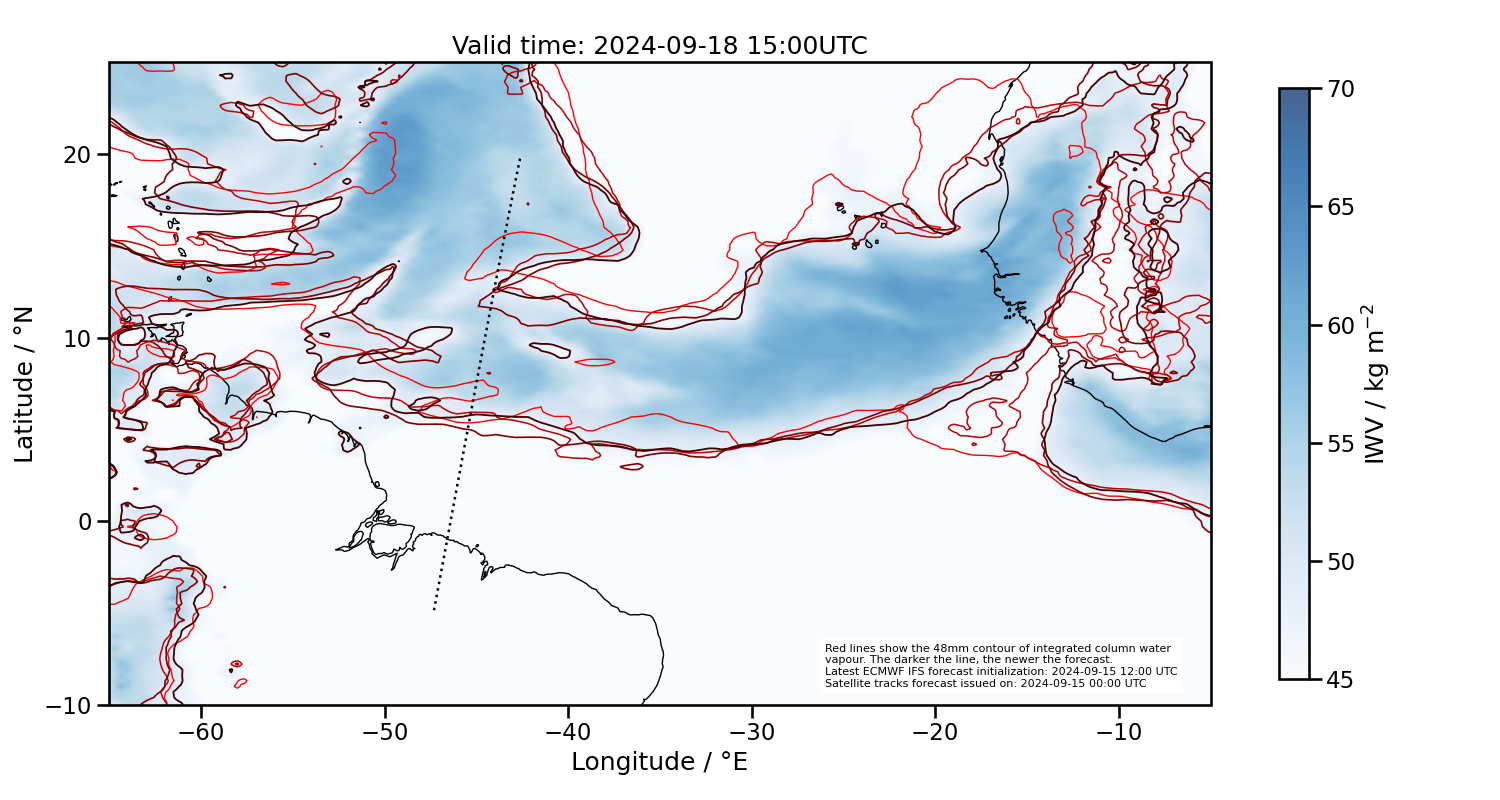 Valid time: 2024-09-18 15:00UTC
Latitude / °N
20
10
0
−10
−60
−50
−40
−30
−20
−10
Longitude / °E
Red lines show the 48mm contour of integrated column water
vapour. The darker the line, the newer the forecast.
Latest ECMWF IFS forecast initialization: 2024-09-15 12:00 UTC
Satellite tracks forecast issued on: 2024-09-15 00:00 UTC
70
65
60
55
50
45
IWV / kg m⁻²